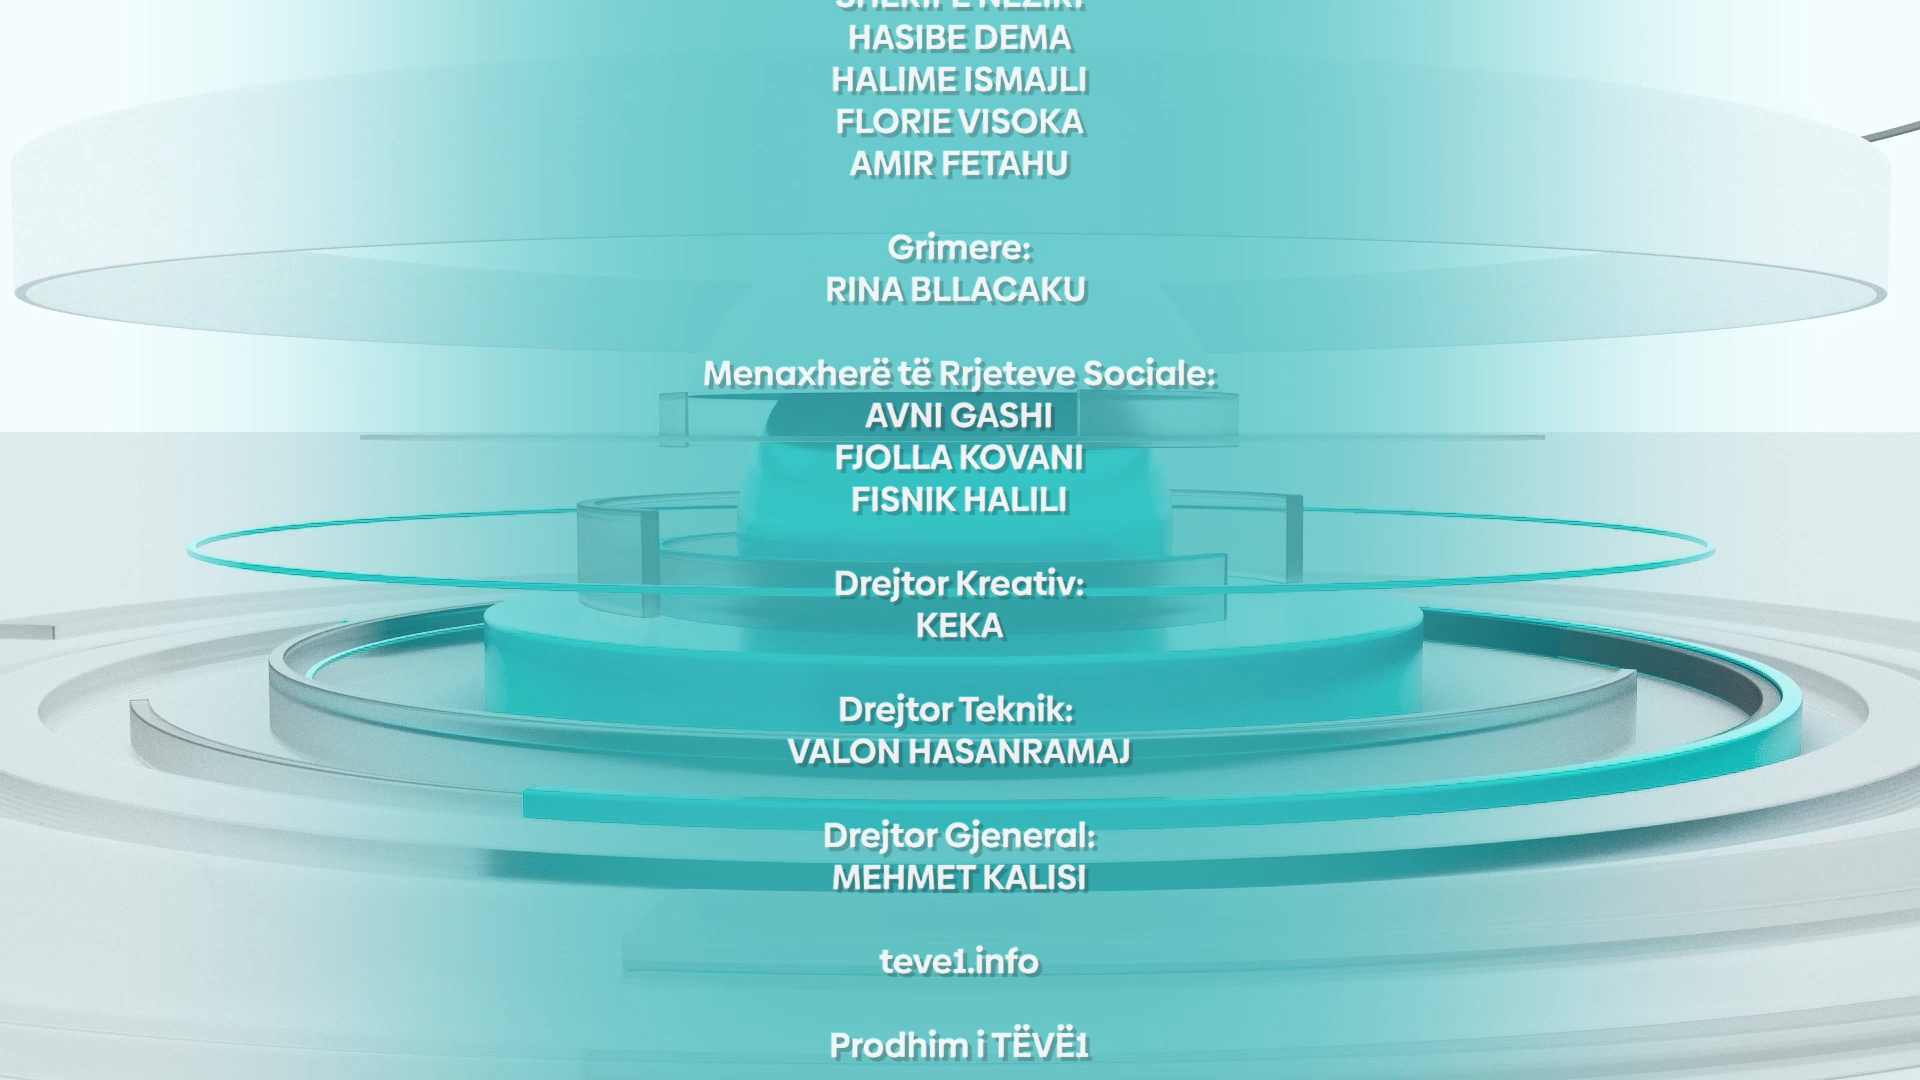 HASIBE DEMA
HALIME ISMAJLI
FLORIE VISOKA
AMIR FETAHU
Grimere:
RINA BLLACAKU
Menaxherë të Rrjeteve Sociale:
AVNI GASHI
FJOLLA KOVANI
FISNIK HALILI
Drejtor Kreativ:
KEKA
Drejtor Teknik:
VALON HASANRAMAJ
Drejtor Gjeneral:
MEHMET KALISI
teve1.info
Prodhim i TËVË1